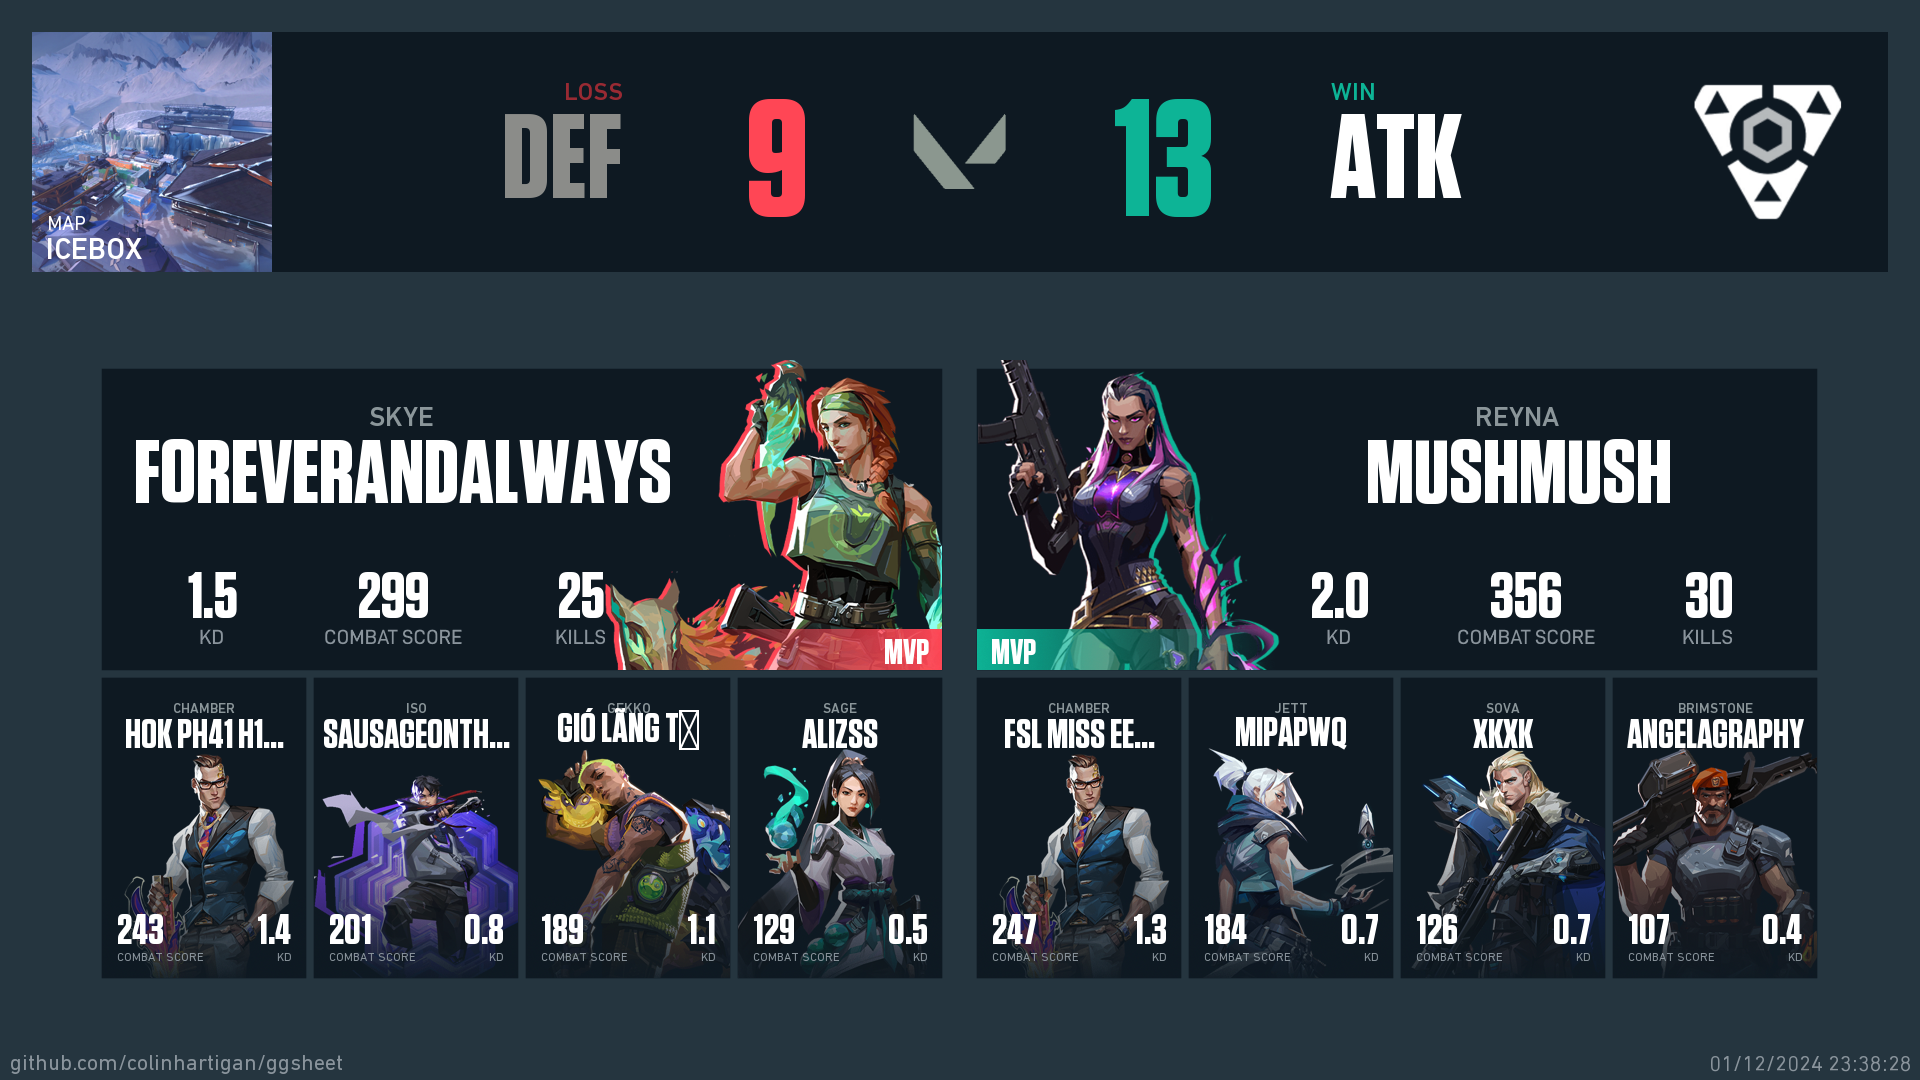 MAP
ICEBOX
LOSS
DEF
9
13
WIN
ATK
SKYE
FOREVERANDALWAYS
1.5
KD
299
COMBAT SCORE
25
KILLS
MVP
REYNA
MUSHMUSH
2.0
KD
356
COMBAT SCORE
30
KILLS
MVP
CHAMBER
HOK PH41 H1...
243
COMBAT SCORE
1.4
KD
ISO
SAUSAGEONTH...
201
COMBAT SCORE
0.8
KD
GEKKO
GIÓ LÃNG T
189
COMBAT SCORE
1.1
KD
SAGE
ALIZSS
129
COMBAT SCORE
0.5
KD
CHAMBER
FSL MISS EE...
247
COMBAT SCORE
1.3
KD
JETT
MIPAPWQ
184
COMBAT SCORE
0.7
KD
SOVA
XKXK
126
COMBAT SCORE
0.7
KD
BRIMSTONE
ANGELAGRAPHY
107
COMBAT SCORE
0.4
KD
github.com/colinhartigan/ggsheet
01/12/2024 23:38:28